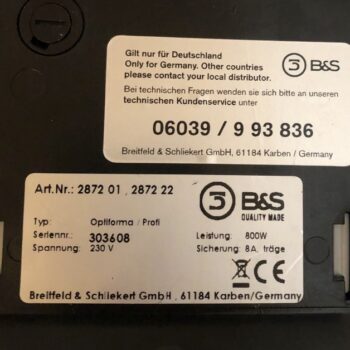 Gilt nur für Deutschland
Only for Germany. Other countries
please contact your local distributor.
B&S
Bei technischen Fragen wenden sie sich bitte an unseren
technischen Kundenservice unter
06039 / 9 93 836
Breitfeld & Schliekert GmbH, 61184 Karben / Germany
Art.Nr.: 2872 01 , 2872 22
B&S
QUALITY MADE
Typ: Optiforma / Profi
Seriennr.: 303608
Leistung: 800W
Spannung: 230 V
Sicherung: 8A, träge
CE
Breitfeld & Schliekert GmbH , 61184 Karben/Germany